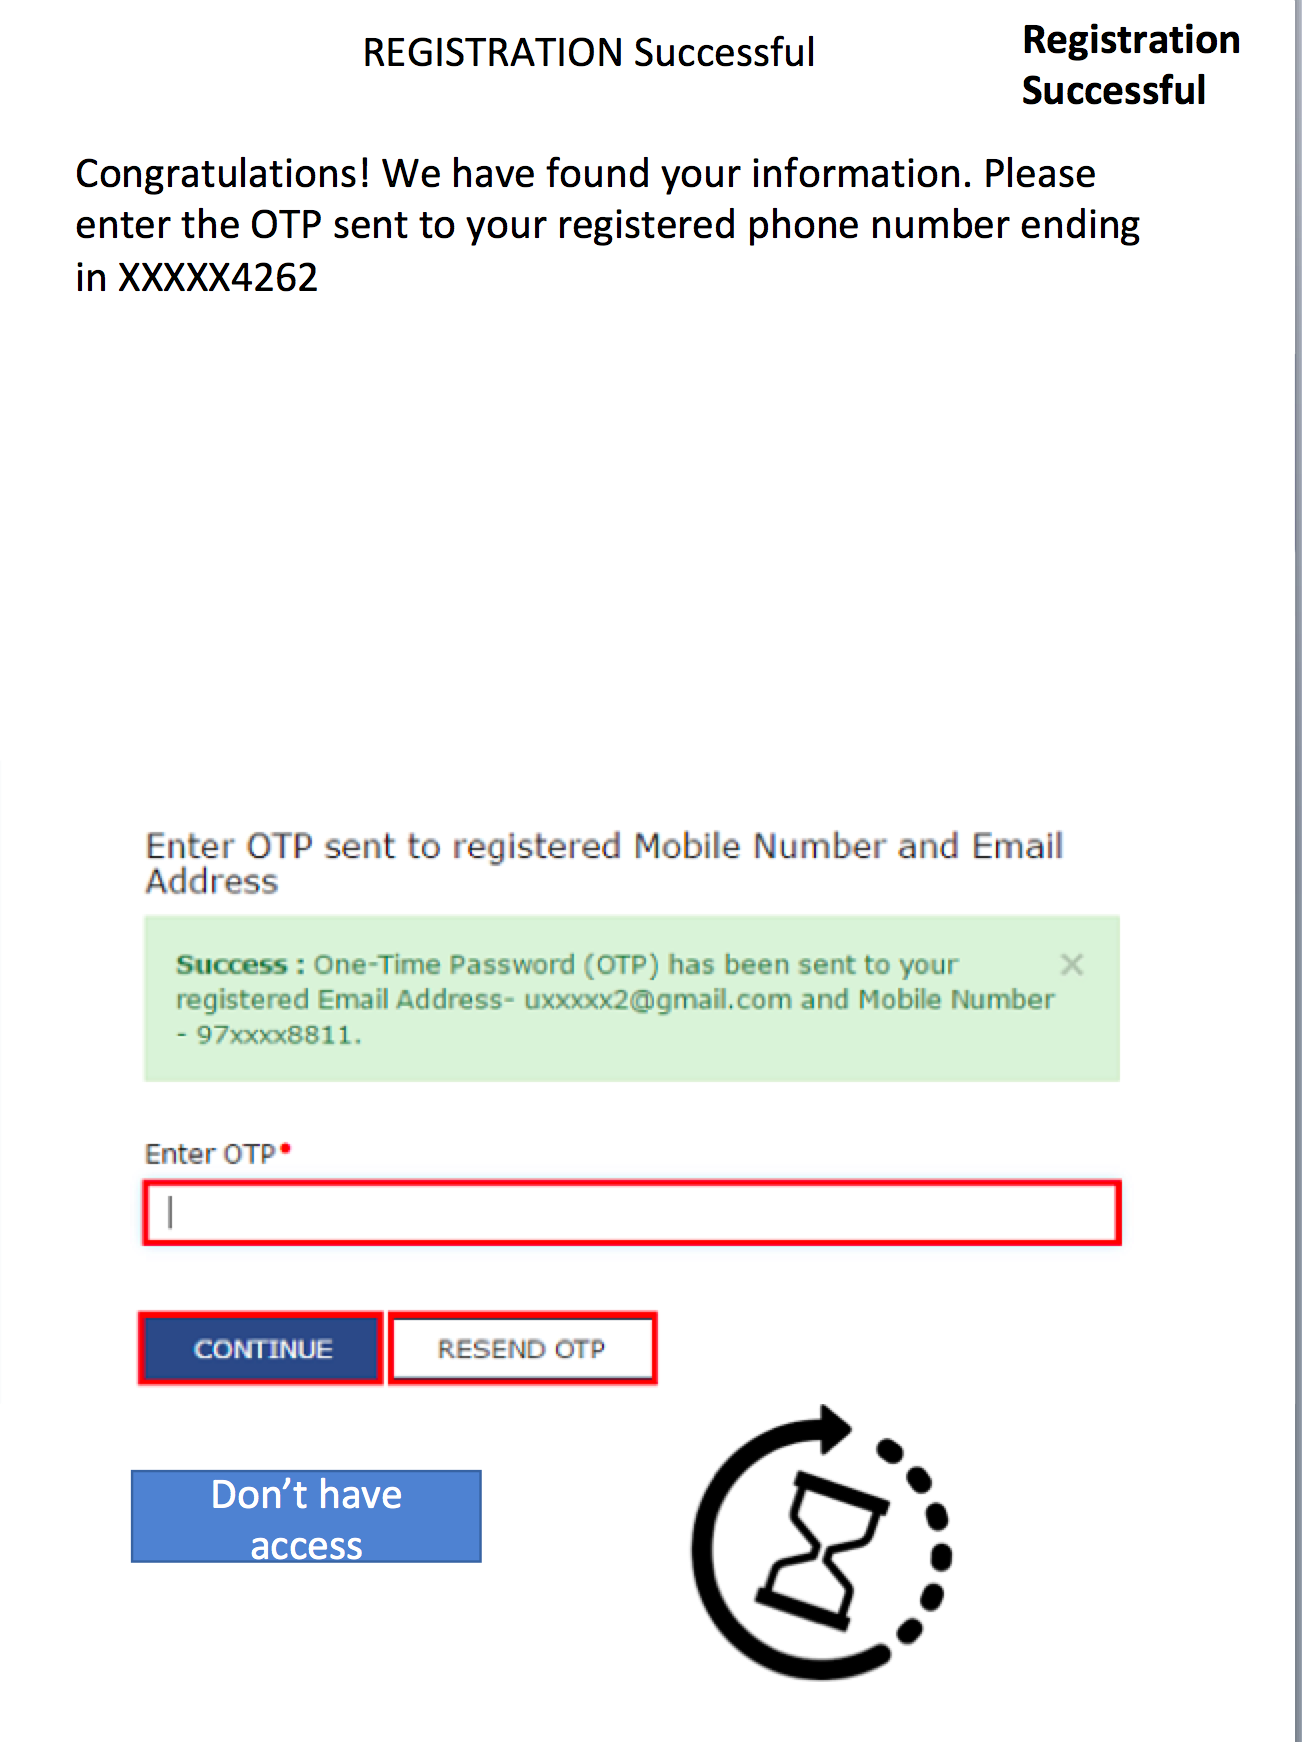 REGISTRATION Successful
Registration
Successful
Congratulations! We have found your information. Please
enter the OTP sent to your registered phone number ending
in XXXXX4262
Enter OTP sent to registered Mobile Number and Email
Address
Success : One-Time Password (OTP) has been sent to your
registered Email Address- uxxxxx2@gmail.com and Mobile Number
- 97xxxx8811.
Enter OTP
CONTINUE
RESEND OTP
Don’t have
access